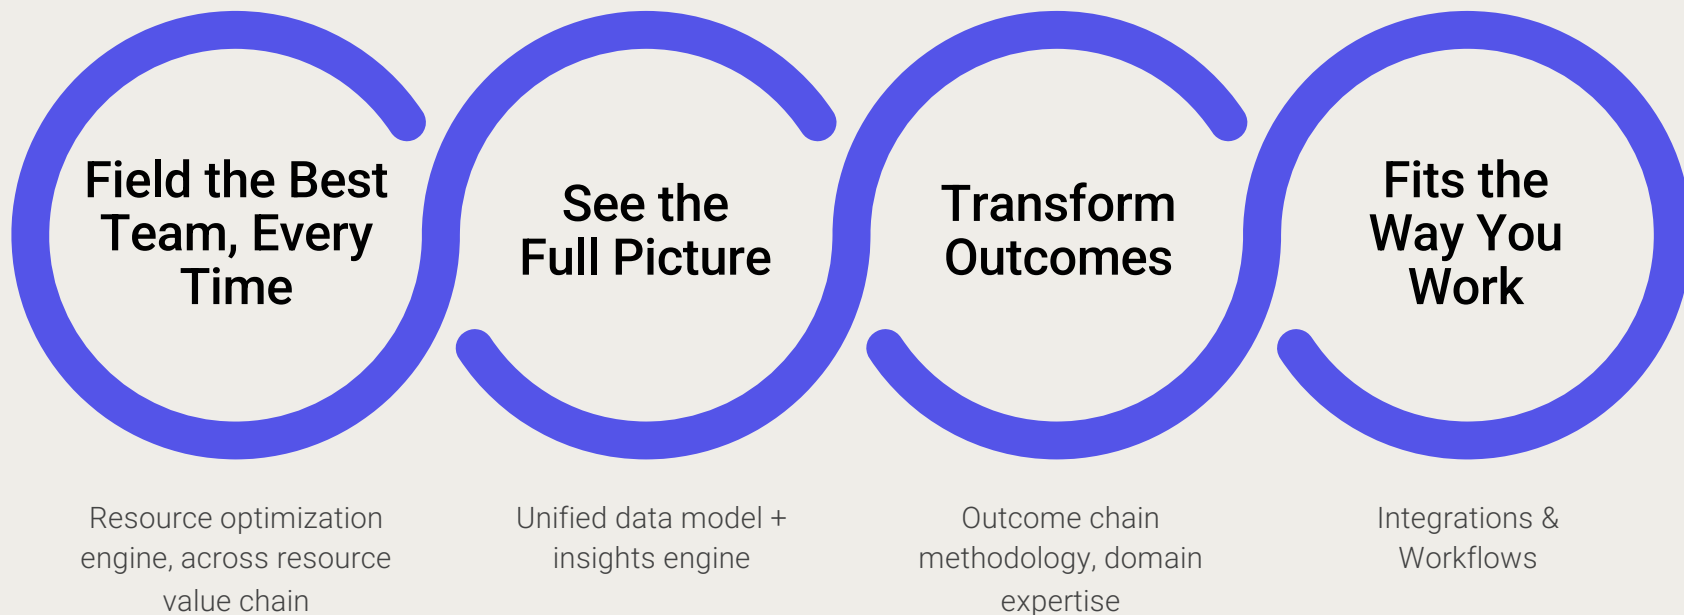 Field the Best
Team, Every
Time
See the
Full Picture
Transform
Outcomes
Fits the
Way You
Work
Resource optimization
engine, across resource
value chain
Unified data model +
insights engine
Outcome chain
methodology, domain
expertise
Integrations &
Workflows